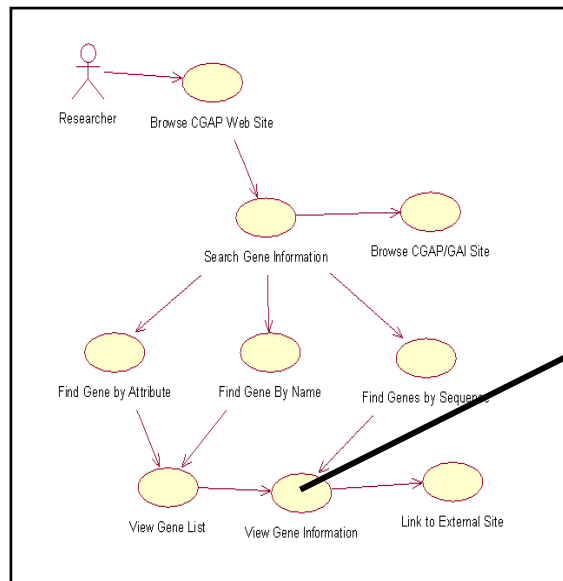 Researcher
Browse CGAP Web Site
Search Gene Information
Browse CGAP/GAI Site
Find Gene by Attribute
Find Gene By Name
Find Genes by Sequence
View Gene List
View Gene Information
Link to External Site